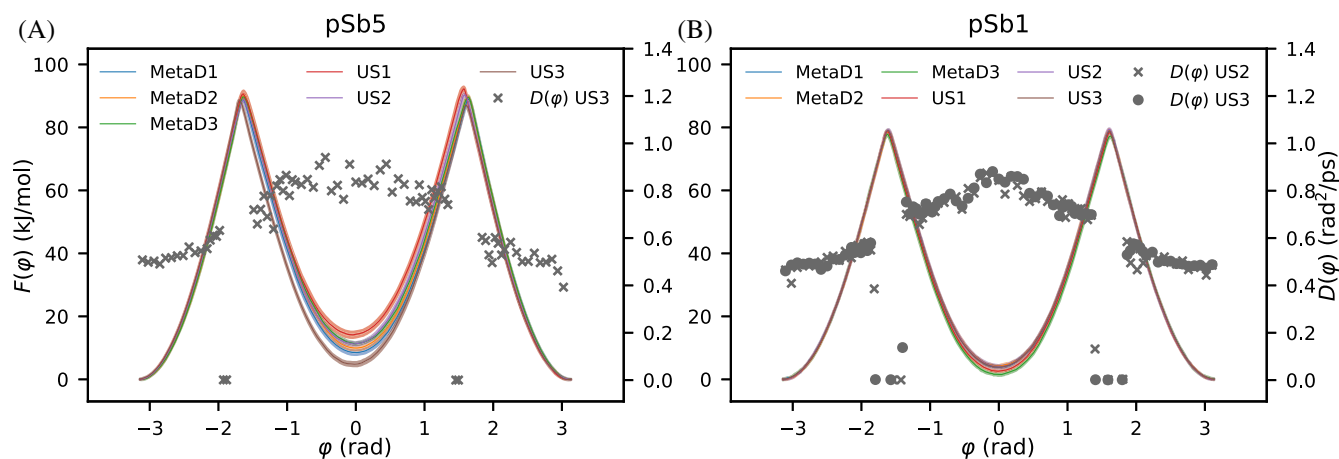 (A) pSb5
MetaD1 US1 US3
MetaD2 US2 D(φ) US3
MetaD3
100
80
60
40
20
0
F(φ) (kJ/mol)
1.4
1.2
1.0
0.8
0.6
0.4
0.2
0.0
−3 −2 −1 0 1 2 3
φ (rad)
(B) pSb1
MetaD1 MetaD3 US2 D(φ) US2
MetaD2 US1 US3 D(φ) US3
100
80
60
40
20
0
1.4
1.2
1.0
0.8
0.6
0.4
0.2
0.0
D(φ) (rad²/ps)
−3 −2 −1 0 1 2 3
φ (rad)